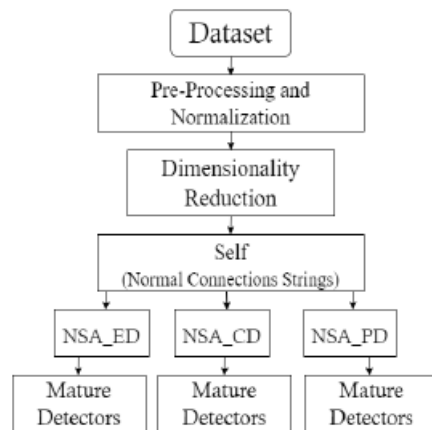 Dataset
Pre-Processing and
Normalization
Dimensionality
Reduction
Self
(Normal Connections Strings)
NSA_ED
NSA_CD
NSA_PD
Mature
Detectors
Mature
Detectors
Mature
Detectors